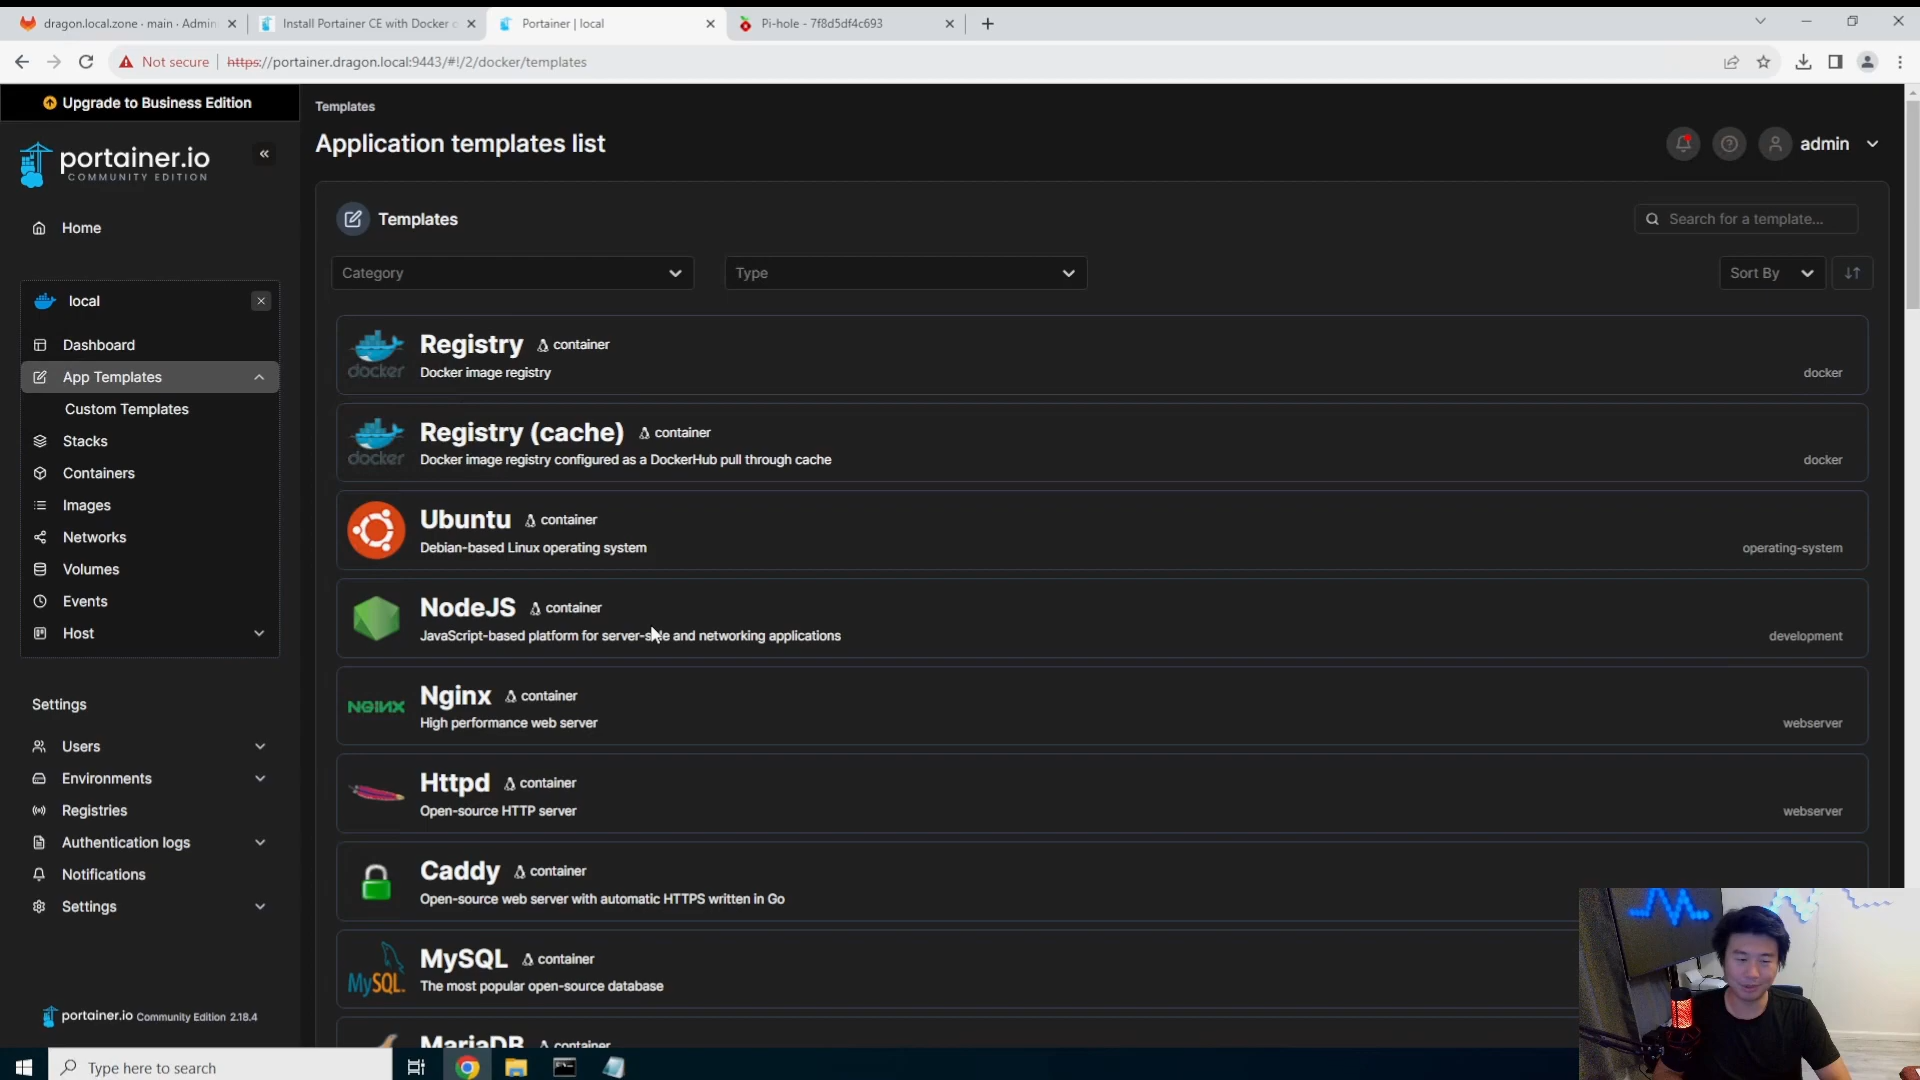 dragon.local.zone · main · Admin
Install Portainer CE with Docker o
Portainer | local
Pi-hole - 7f8d5df4c693
Not secure
https://portainer.dragon.local:9443/#!/2/docker/templates
Upgrade to Business Edition
portainer.io
COMMUNITY EDITION
Home
local
Dashboard
App Templates
Custom Templates
Stacks
Containers
Images
Networks
Volumes
Events
Host
Settings
Users
Environments
Registries
Authentication logs
Notifications
Settings
portainer.io Community Edition 2.18.4
Templates
Application templates list
admin
Templates
Search for a template...
Category
Type
Sort By
docker
Registry container
Docker image registry
docker
docker
Registry (cache) container
Docker image registry configured as a DockerHub pull through cache
docker
Ubuntu container
Debian-based Linux operating system
operating-system
NodeJS container
JavaScript-based platform for server-side and networking applications
development
NGINX
Nginx container
High performance web server
webserver
Httpd container
Open-source HTTP server
webserver
Caddy container
Open-source web server with automatic HTTPS written in Go
MySQL
MySQL container
The most popular open-source database
MariaDB container
Type here to search